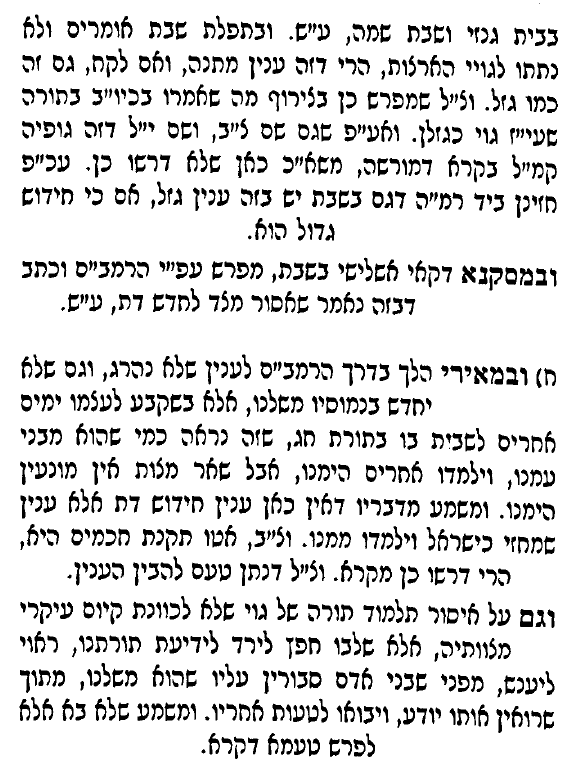 בבית גנזי ושבת שמה, ע״ש. ובתפלת שבת אומרים ולא
נתתו לגויי הארצות, הרי דזה ענין מתנה, ואם לקח, גם זה
כמו גזל. וצ״ל שמפרש כן בצירוף מה שאמרו בכיו״ב בתורה
שעי״ז גוי כגזלן. ואע״פ שגם שם צ״ב, ושם י״ל דזה גופיה
קמ״ל בקרא דמורשה, משא״כ כאן שלא דרשו כן. עכ״פ
חזינן ביד רמ״ה דגם בשבת יש בזה ענין גזל, אם כי חידוש
גדול הוא.
ובמסקנא דקאי אשלישי בשבת, מפרש עפ״י הרמב״ם וכתב
דבזה נאמר שאסור מצד לחדש דת, ע״ש.
ח) ובמאירי הלך בדרך הרמב״ם לענין שלא נהרג, וגם שלא
יחדש בנמוסיו משלנו, אלא בשקבע לעצמו ימים
אחרים לשבית בו בתורת חג, שזה נראה כמי שהוא מבני
עמנו, וילמדו אחרים הימנו, אבל שאר מצות אין מונעין
הימנו. ומשמע מדבריו דאין כאן ענין חידוש דת אלא ענין
שמחזי כישראל וילמדו ממנו. וצ״ב, אטו תקנת חכמים היא,
הרי דרשו כן מקרא. וצ״ל דנתן טעם להבין הענין.
וגם על איסור תלמוד תורה של גוי שלא לכוונת קיום עיקרי
מצוותיה, אלא שלבו חפץ לירד לידיעת תורתנו, ראוי
ליענש, מפני שבני אדם סבורין עליו שהוא משלנו, מתוך
שרואין אותו יודע, ויבואו לטעות אחריו. ומשמע שלא בא אלא
לפרש טעמא דקרא.